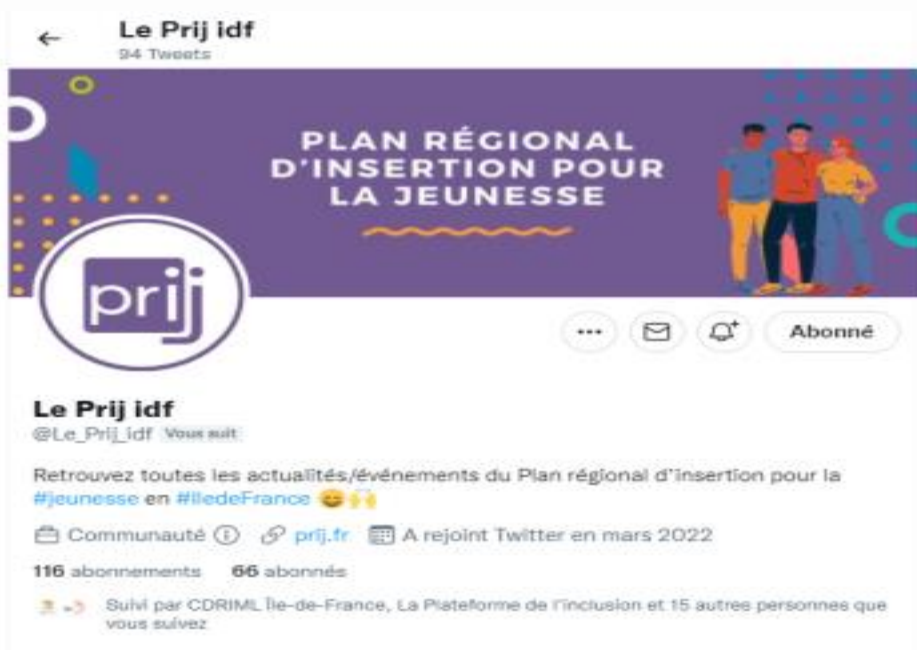 Le Prij idf
94 Tweets
PLAN RÉGIONAL
D'INSERTION POUR
LA JEUNESSE
prij
Abonné
Le Prij idf
@Le_Prij_idf Vous suit
Retrouvez toutes les actualités/événements du Plan régional d'insertion pour la
#jeunesse en #IledeFrance 😄🙌
Communauté prij.fr A rejoint Twitter en mars 2022
116 abonnements 66 abonnés
Suivi par CDRIML Île-de-France, La Plateforme de l'inclusion et 15 autres personnes que
vous suivez